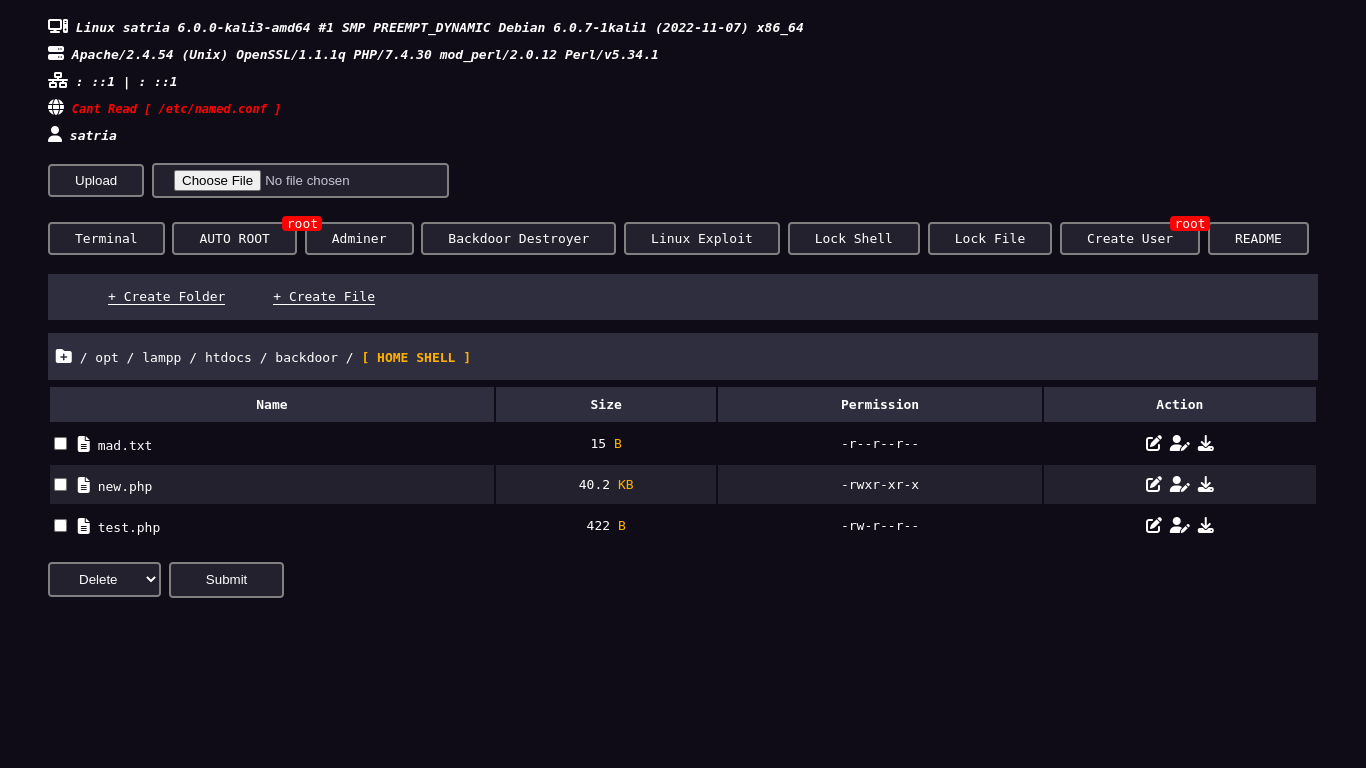 Linux satria 6.0.0-kali3-amd64 #1 SMP PREEMPT_DYNAMIC Debian 6.0.7-1kali1 (2022-11-07) x86_64
Apache/2.4.54 (Unix) OpenSSL/1.1.1q PHP/7.4.30 mod_perl/2.0.12 Perl/v5.34.1
: ::1 | : ::1
Cant Read [ /etc/named.conf ]
satria
Upload Choose File No file chosen
Terminal AUTO ROOT root Adminer Backdoor Destroyer Linux Exploit Lock Shell Lock File Create User root README
+ Create Folder + Create File
/ opt / lampp / htdocs / backdoor / [ HOME SHELL ]
Name Size Permission Action
mad.txt 15 B -r--r--r--
new.php 40.2 KB -rwxr-xr-x
test.php 422 B -rw-r--r--
Delete Submit